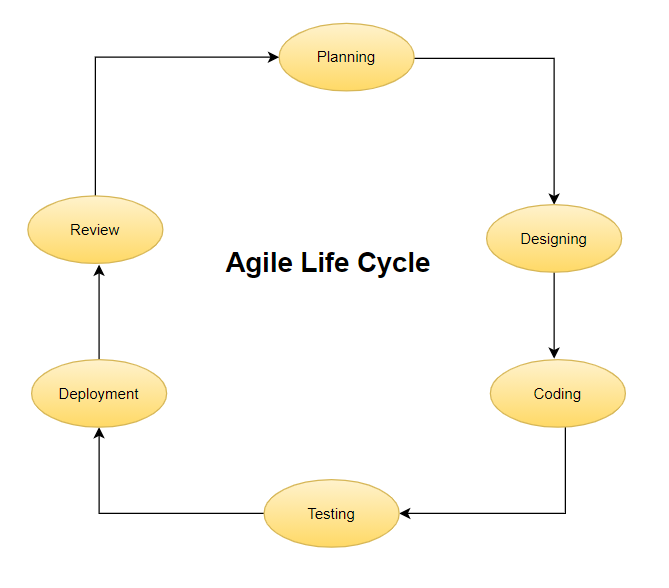 Planning
Designing
Coding
Testing
Deployment
Review
Agile Life Cycle